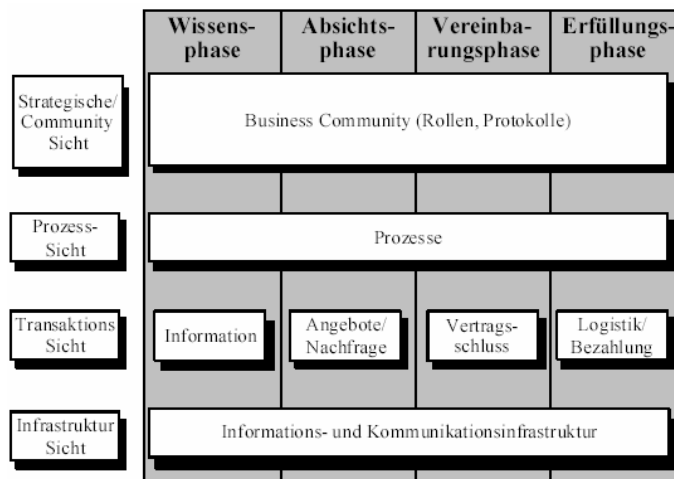 Wissens-
phase
Absichts-
phase
Vereinba-
rungsphase
Erfüllungs-
phase
Strategische/
Community
Sicht
Business Community (Rollen, Protokolle)
Prozess-
Sicht
Prozesse
Transaktions
Sicht
Information
Angebote/
Nachfrage
Vertrags-
schluss
Logistik/
Bezahlung
Infrastruktur
Sicht
Informations- und Kommunikationsinfrastruktur